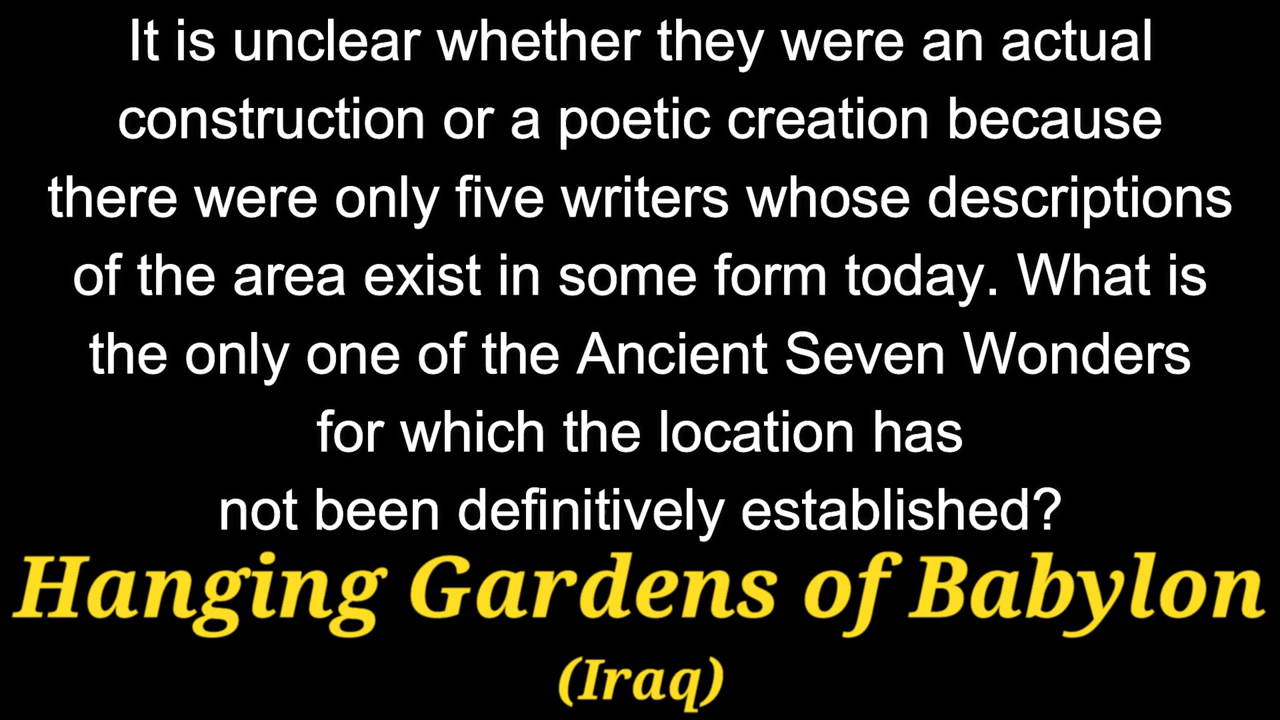 It is unclear whether they were an actual
construction or a poetic creation because
there were only five writers whose descriptions
of the area exist in some form today. What is
the only one of the Ancient Seven Wonders
for which the location has
not been definitively established?
Hanging Gardens of Babylon
(Iraq)